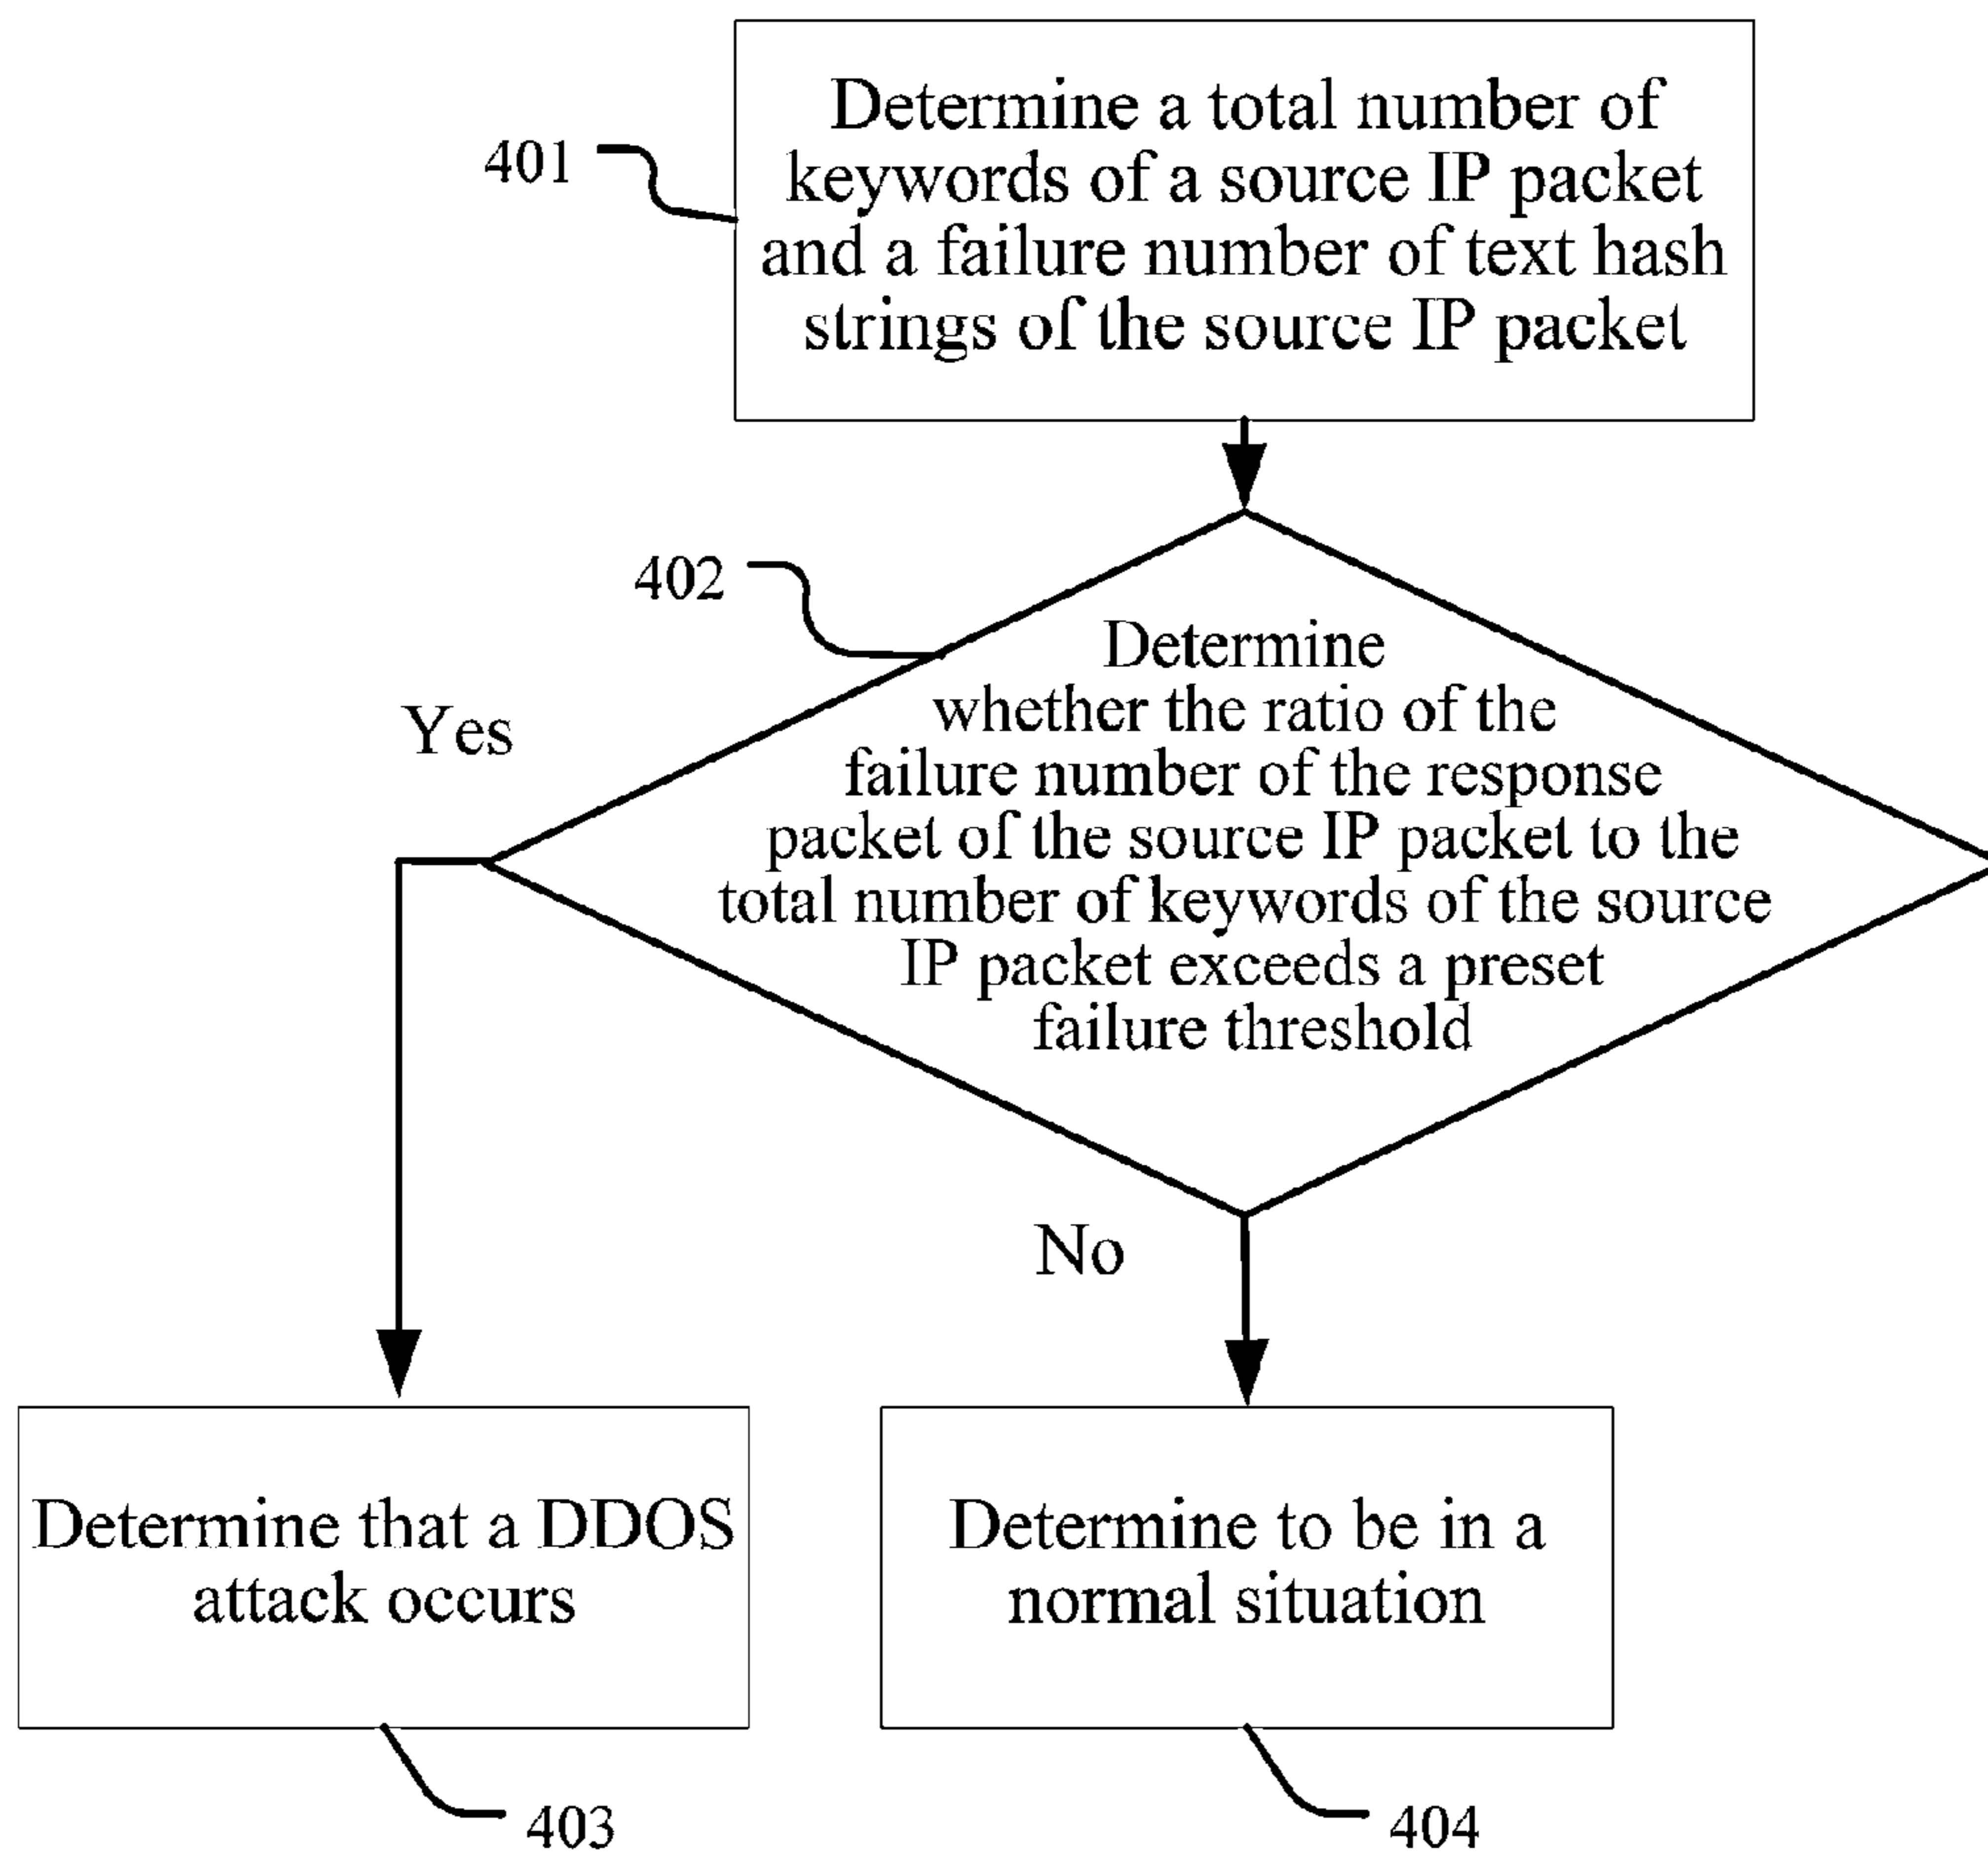 Determine a total number of
keywords of a source IP packet
and a failure number of text hash
strings of the source IP packet
401
402
Determine
whether the ratio of the
failure number of the response
packet of the source IP packet to the
total number of keywords of the source
IP packet exceeds a preset
failure threshold
Yes
No
Determine that a DDOS
attack occurs
Determine to be in a
normal situation
403
404